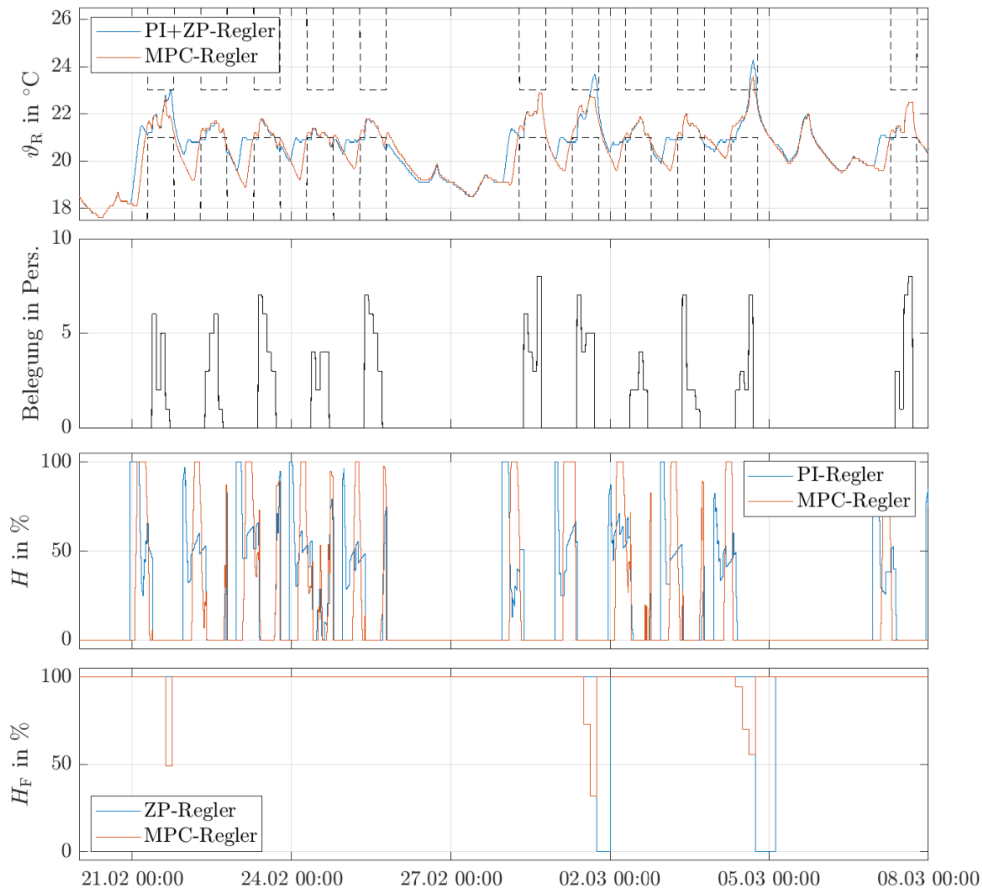 26
24
22
20
18
ϑR in °C
PI+ZP-Regler
MPC-Regler
10
5
0
Belegung in Pers.
100
50
0
H in %
PI-Regler
MPC-Regler
100
50
0
HF in %
ZP-Regler
MPC-Regler
21.02 00:00 24.02 00:00 27.02 00:00 02.03 00:00 05.03 00:00 08.03 00:00